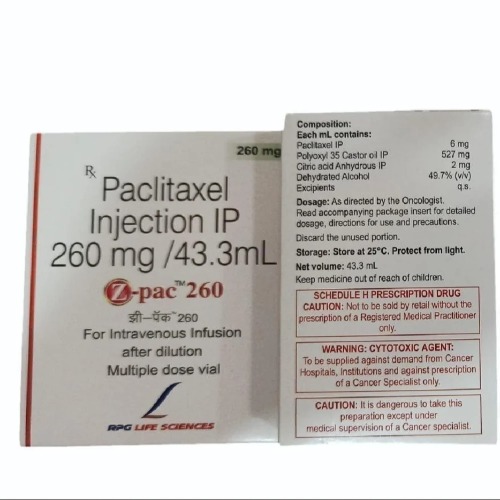 260 mg
Rx
Paclitaxel
Injection IP
260 mg /43.3mL
Z-pac™ 260
झी-पॅक™ 260
For Intravenous Infusion
after dilution
Multiple dose vial
RPG LIFE SCIENCES
Composition:
Each mL contains:
Paclitaxel IP 6 mg
Polyoxyl 35 Castor oil IP 527 mg
Citric acid Anhydrous IP 2 mg
Dehydrated Alcohol 49.7% (v/v)
Excipients q.s.
Dosage: As directed by the Oncologist.
Read accompanying package insert for detailed
dosage, directions for use and precautions.
Discard the unused portion.
Storage: Store at 25°C. Protect from light.
Net volume: 43.3 mL
Keep medicine out of reach of children.
SCHEDULE H PRESCRIPTION DRUG
CAUTION: Not to be sold by retail without the
prescription of a Registered Medical Practitioner
only.
WARNING: CYTOTOXIC AGENT:
To be supplied against demand from Cancer
Hospitals, Institutions and against prescription
of a Cancer Specialist only.
CAUTION: It is dangerous to take this
preparation except under
medical supervision of a Cancer specialist.